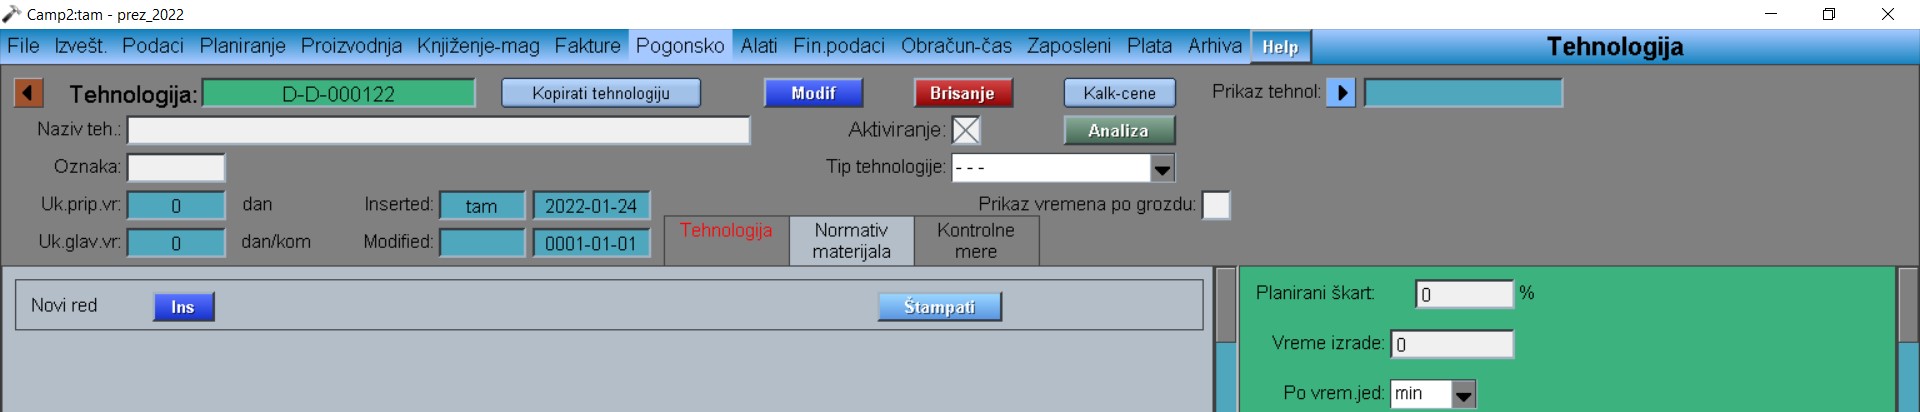 Camp2:tam - prez_2022
File Izvešt. Podaci Planiranje Proizvodnja Knjiženje-mag Fakture Pogonsko Alati Fin.podaci Obračun-čas Zaposleni Plata Arhiva Help Tehnologija
Tehnologija: D-D-000122 Kopirati tehnologiju Modif Brisanje Kalk-cene Prikaz tehnol:
Naziv teh.: Aktiviranje: Analiza
Oznaka: Tip tehnologije: - - -
Uk.prip.vr: 0 dan Inserted: tam 2022-01-24 Prikaz vremena po grozdu:
Uk.glav.vr: 0 dan/kom Modified: 0001-01-01
Tehnologija
Normativ
materijala
Kontrolne
mere
Novi red Ins Štampati
Planirani škart: 0 %
Vreme izrade: 0
Po vrem.jed: min